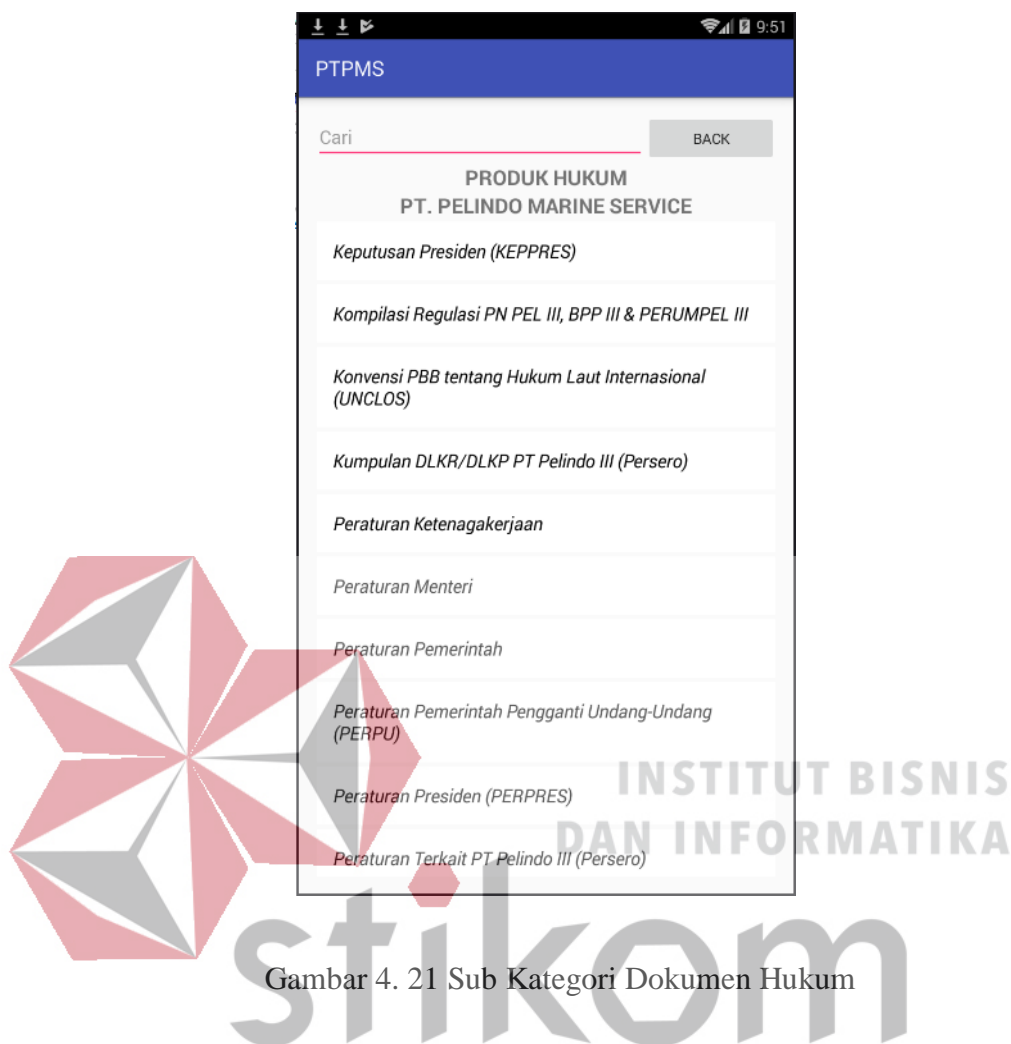 9:51
PTPMS
Cari
BACK
PRODUK HUKUM
PT. PELINDO MARINE SERVICE
Keputusan Presiden (KEPPRES)
Kompilasi Regulasi PN PEL III, BPP III & PERUMPEL III
Konvensi PBB tentang Hukum Laut Internasional
(UNCLOS)
Kumpulan DLKR/DLKP PT Pelindo III (Persero)
Peraturan Ketenagakerjaan
Peraturan Menteri
Peraturan Pemerintah
Peraturan Pemerintah Pengganti Undang-Undang
(PERPU)
Peraturan Presiden (PERPRES)
Peraturan Terkait PT Pelindo III (Persero)
INSTITUT BISNIS
DAN INFORMATIKA
stikom
Gambar 4. 21 Sub Kategori Dokumen Hukum